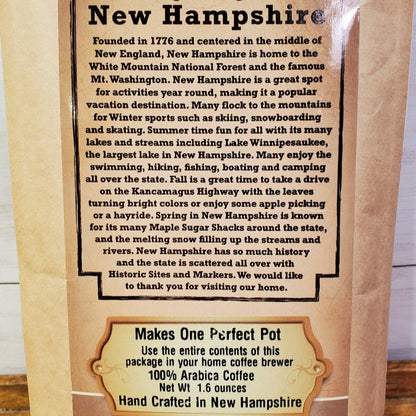 New Hampshire
Founded in 1776 and centered in the middle of
New England, New Hampshire is home to the
White Mountain National Forest and the famous
Mt. Washington. New Hampshire is a great spot
for activities year round, making it a popular
vacation destination. Many flock to the mountains
for Winter sports such as skiing, snowboarding
and skating. Summer time fun for all with its many
lakes and streams including Lake Winnipesaukee,
the largest lake in New Hampshire. Many enjoy the
swimming, hiking, fishing, boating and camping
all over the state. Fall is a great time to take a drive
on the Kancamagus Highway with the leaves
turning bright colors or enjoy some apple picking
or a hayride. Spring in New Hampshire is known
for its many Maple Sugar Shacks around the state,
and the melting snow filling up the streams and
rivers. New Hampshire has so much history
and the state is scattered all over with
Historic Sites and Markers. We would like
to thank you for visiting our home.
Makes One Perfect Pot
Use the entire contents of this
package in your home coffee brewer
100% Arabica Coffee
Net Wt 1.6 ounces
Hand Crafted in New Hampshire